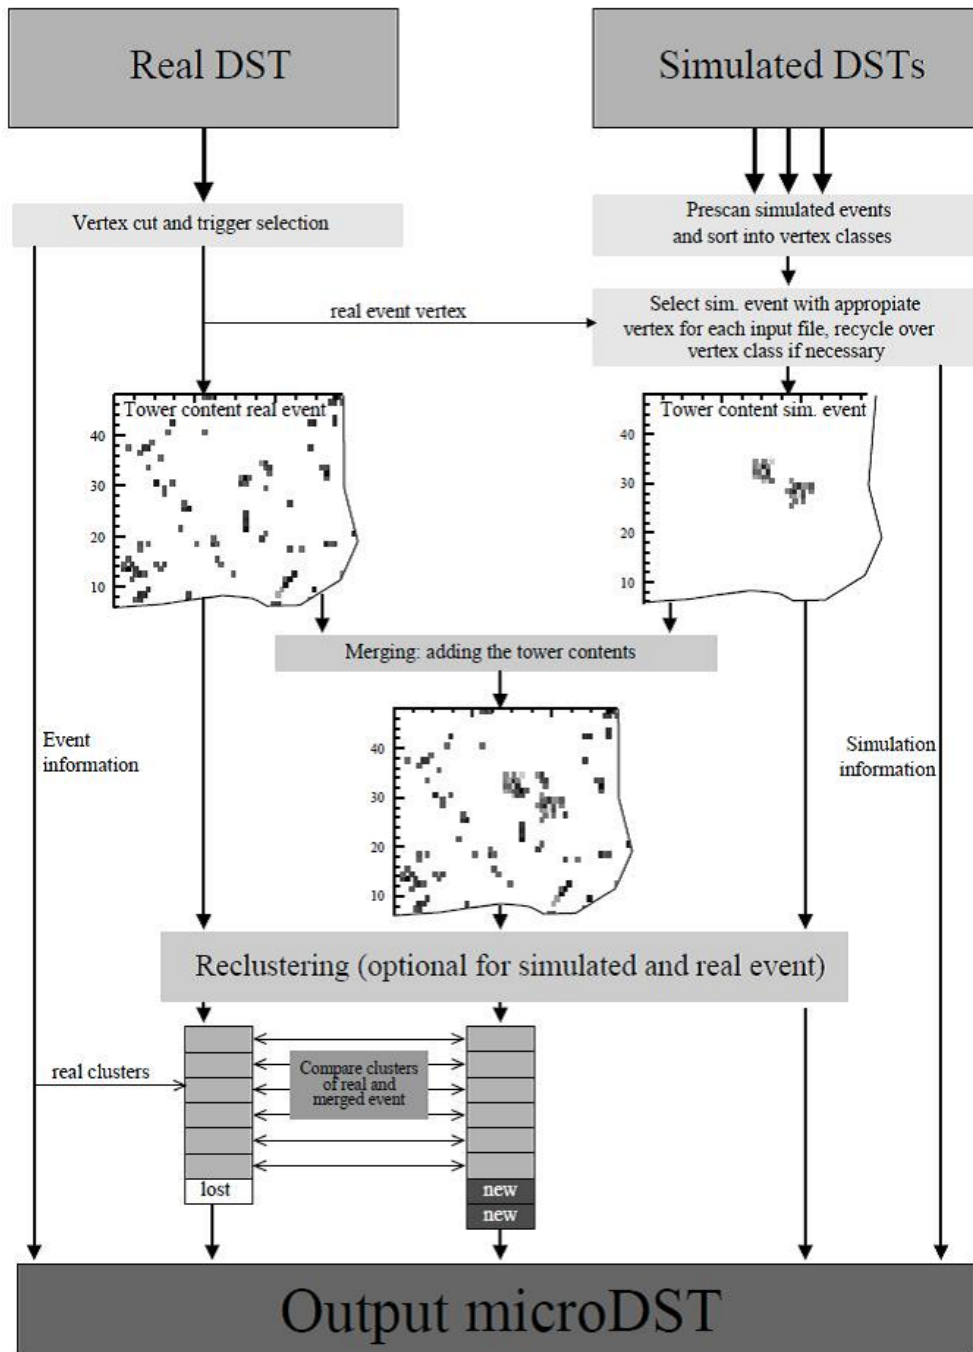 Real DST
Simulated DSTs
Vertex cut and trigger selection
Prescan simulated events
and sort into vertex classes
real event vertex
Select sim. event with appropiate
vertex for each input file, recycle over
vertex class if necessary
Tower content real event
40
30
20
10
Tower content sim. event
40
30
20
10
Merging: adding the tower contents
Event
information
40
30
20
10
Simulation
information
Reclustering (optional for simulated and real event)
real clusters
Compare clusters
of real and
merged event
lost
new
new
Output microDST